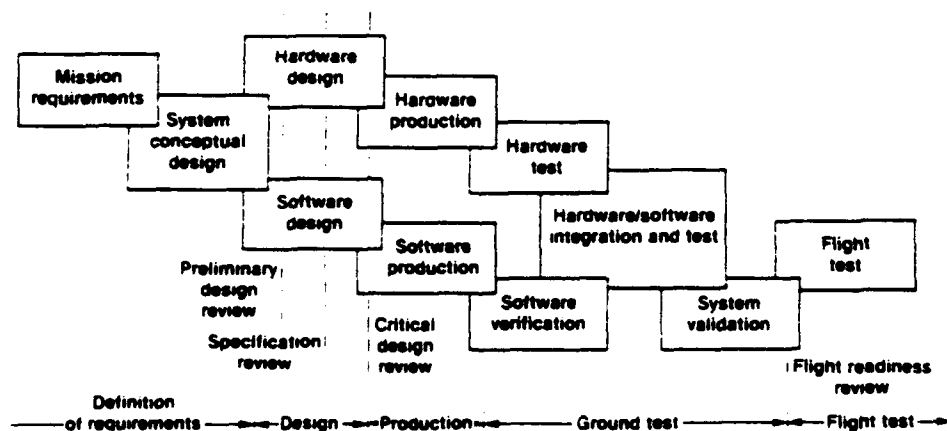 Mission
requirements
System
conceptual
design
Hardware
design
Hardware
production
Hardware
test
Software
design
Software
production
Software
verification
Hardware/software
integration and test
System
validation
Flight
test
Preliminary
design
review
Specification
review
Critical
design
review
Flight readiness
review
Definition
of requirements
Design
Production
Ground test
Flight test